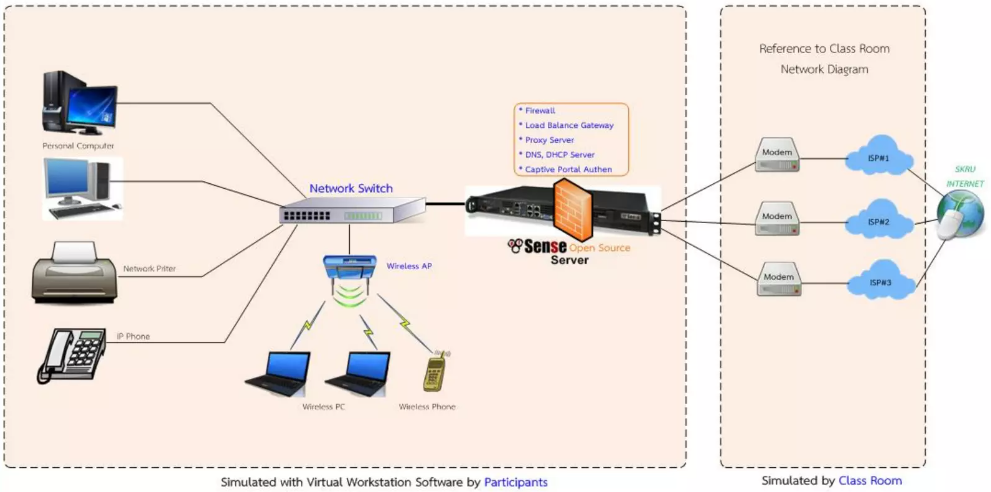 Reference to Class Room
Network Diagram
* Firewall
* Load Balance Gateway
* Proxy Server
* DNS, DHCP Server
* Captive Portal Authen
Personal Computer
Network Switch
Modem
ISP#1
SKRU
INTERNET
Modem
ISP#2
Sense Open Source
Server
Wireless AP
Network Pritter
Modem
ISP#3
IP Phone
Wireless PC
Wireless Phone
Simulated with Virtual Workstation Software by Participants
Simulated by Class Room